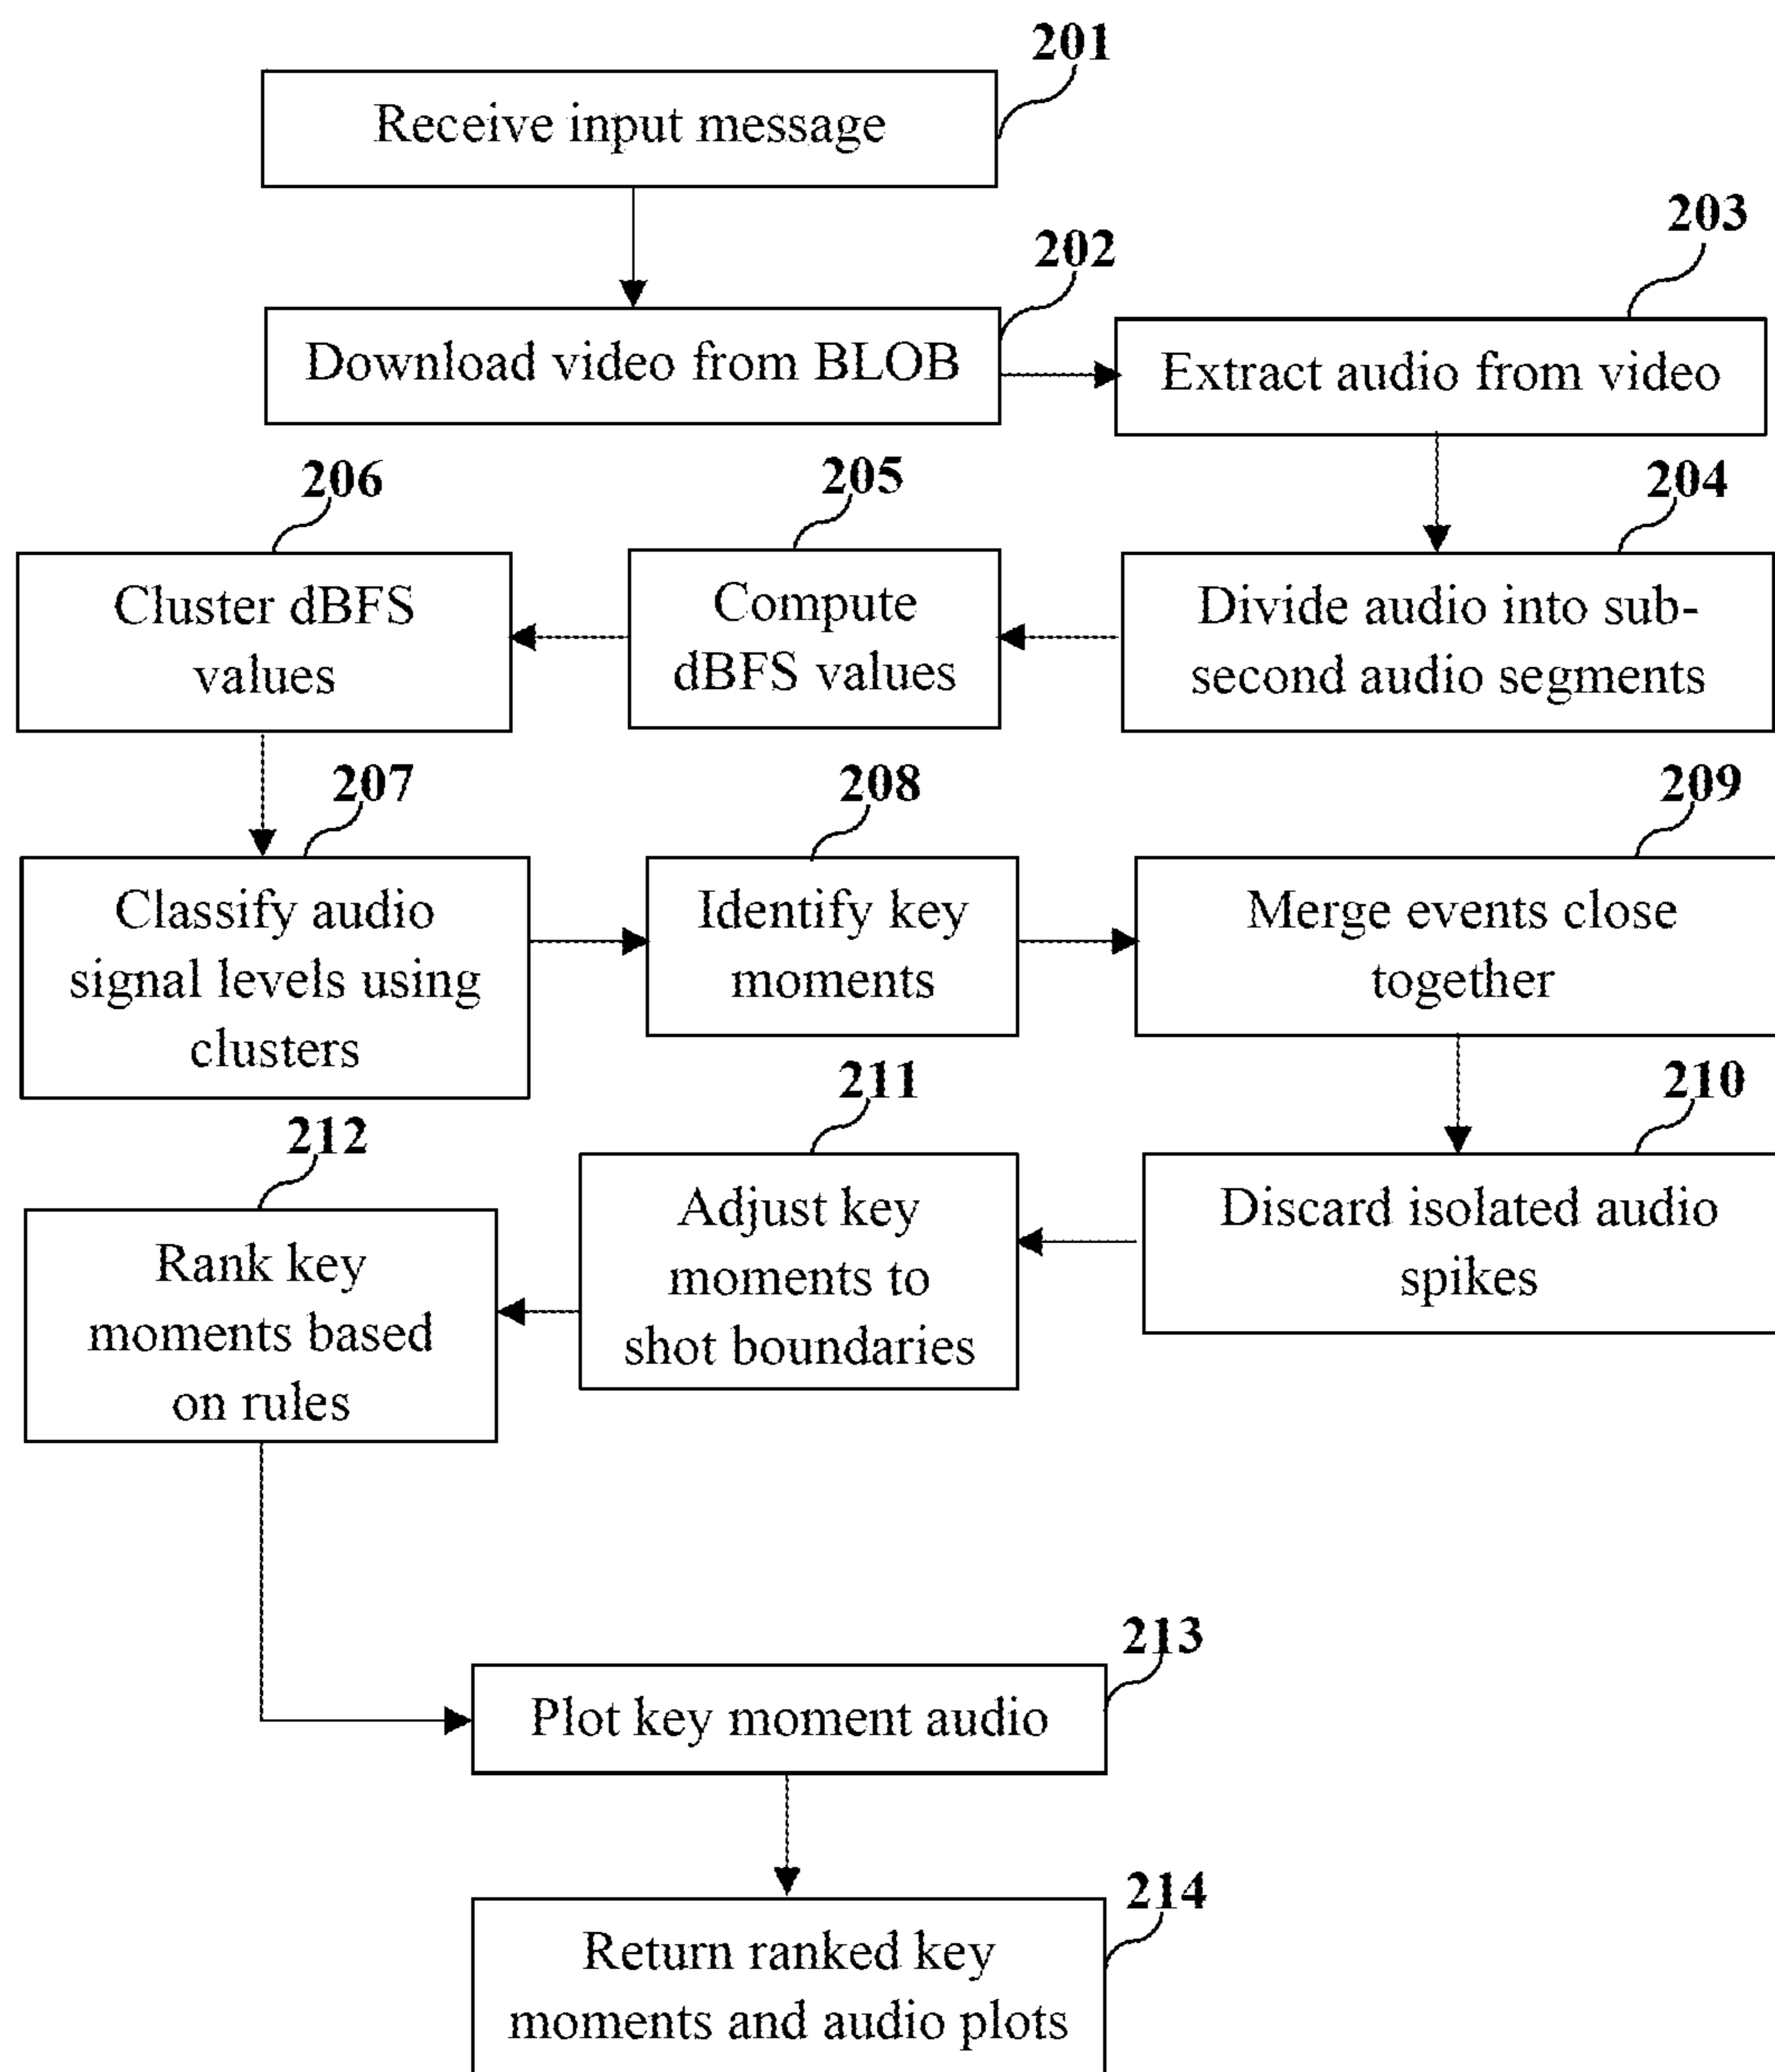 201
Receive input message
202
Download video from BLOB
203
Extract audio from video
204
Divide audio into sub-
second audio segments
205
Compute
dBFS values
206
Cluster dBFS
values
207
Classify audio
signal levels using
clusters
208
Identify key
moments
209
Merge events close
together
210
Discard isolated audio
spikes
211
Adjust key
moments to
shot boundaries
212
Rank key
moments based
on rules
213
Plot key moment audio
214
Return ranked key
moments and audio plots